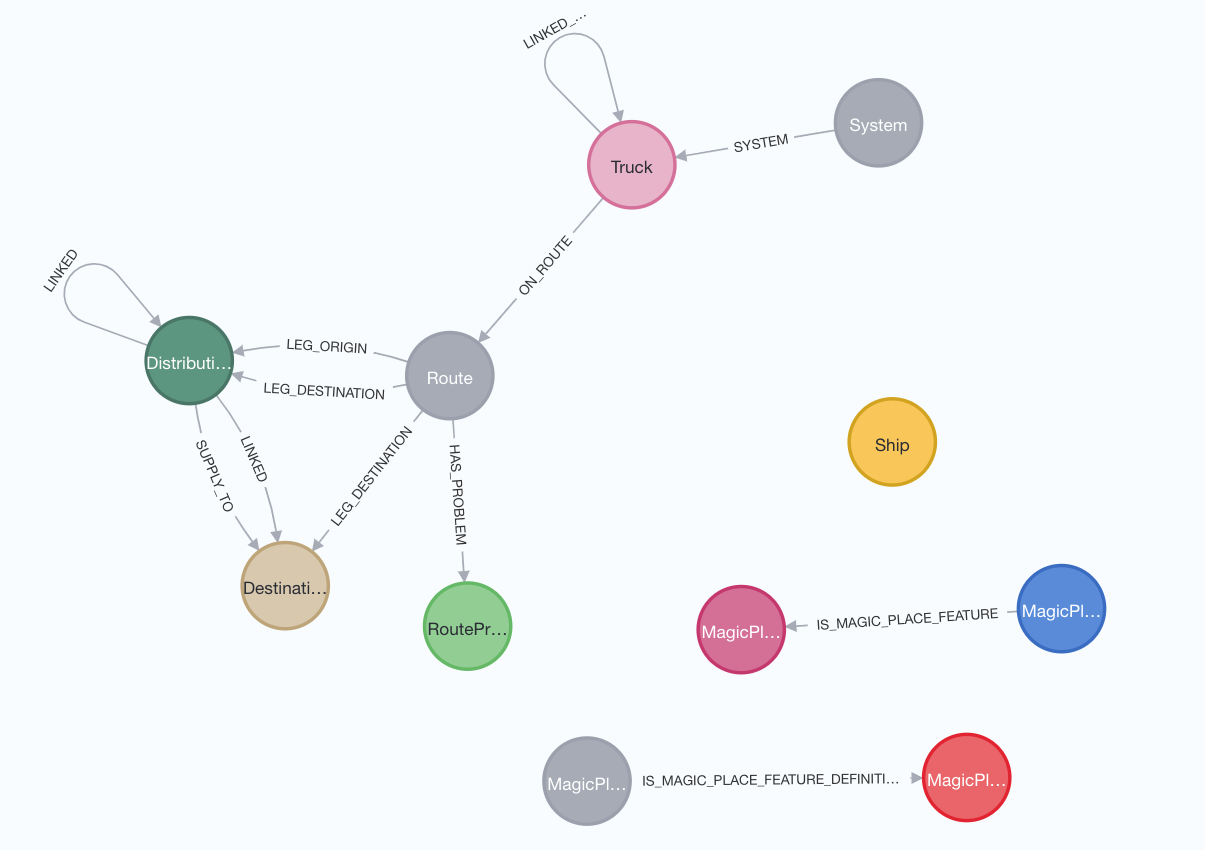 LINKED_...
System
SYSTEM
Truck
ON_ROUTE
LINKED
LEG_ORIGIN
Distributi...
Route
LEG_DESTINATION
Ship
SUPPLY_TO
LINKED
LEG_DESTINATION
HAS_PROBLEM
Destinati...
RoutePr...
MagicPl...
IS_MAGIC_PLACE_FEATURE
MagicPl...
MagicPl...
IS_MAGIC_PLACE_FEATURE_DEFINITI...
MagicPl...